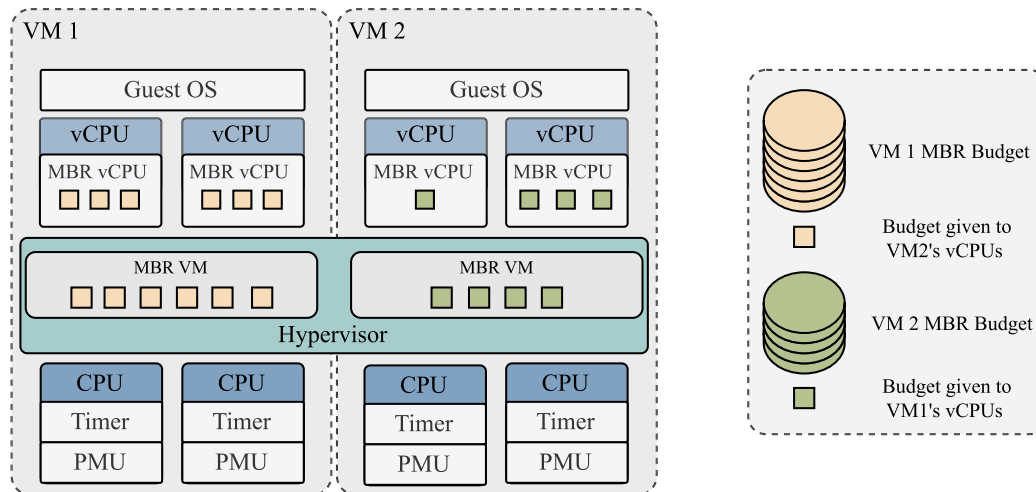 VM 1
VM 2
Guest OS
Guest OS
vCPU
vCPU
vCPU
vCPU
MBR vCPU
MBR vCPU
MBR vCPU
MBR vCPU
MBR VM
MBR VM
Hypervisor
CPU
CPU
CPU
CPU
Timer
Timer
Timer
Timer
PMU
PMU
PMU
PMU
VM 1 MBR Budget
Budget given to
VM2's vCPUs
VM 2 MBR Budget
Budget given to
VM1's vCPUs